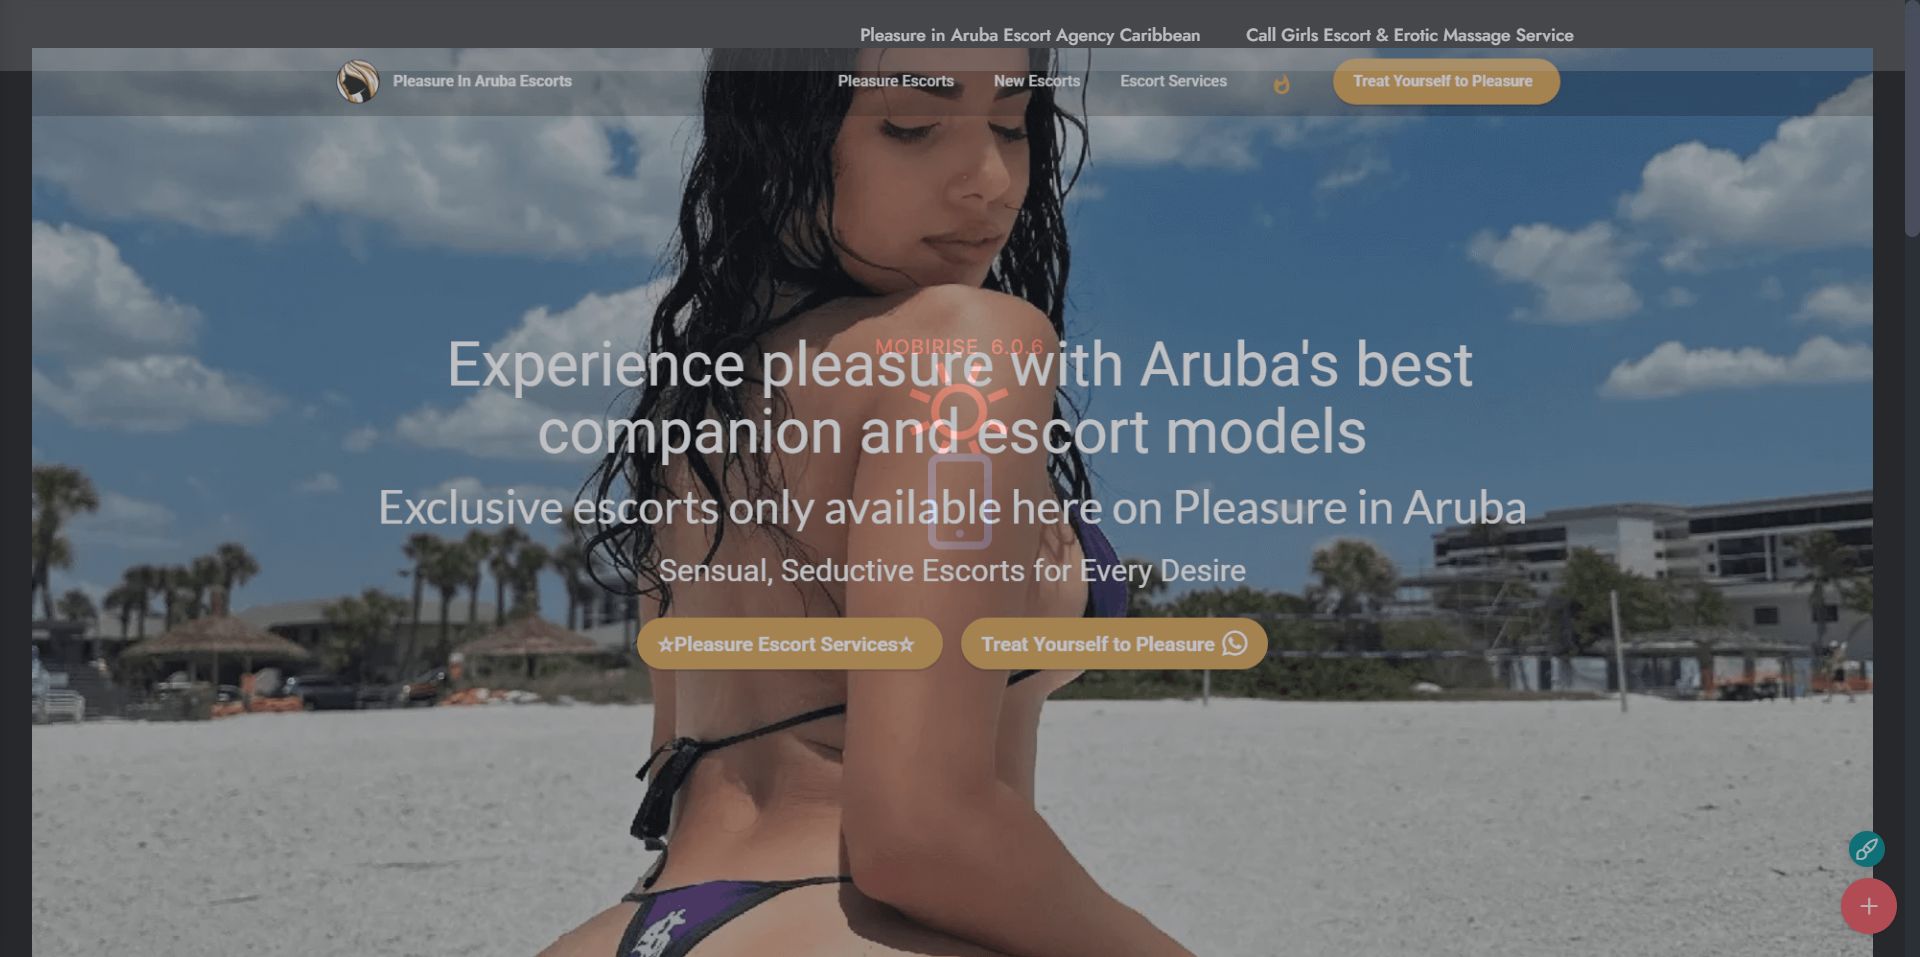 Pleasure in Aruba Escort Agency Caribbean
Call Girls Escort & Erotic Massage Service
Pleasure In Aruba Escorts
Pleasure Escorts
New Escorts
Escort Services
Treat Yourself to Pleasure
MOBIRISE 6.0.6
Experience pleasure with Aruba's best
companion and escort models
Exclusive escorts only available here on Pleasure in Aruba
Sensual, Seductive Escorts for Every Desire
☆Pleasure Escort Services☆
Treat Yourself to Pleasure